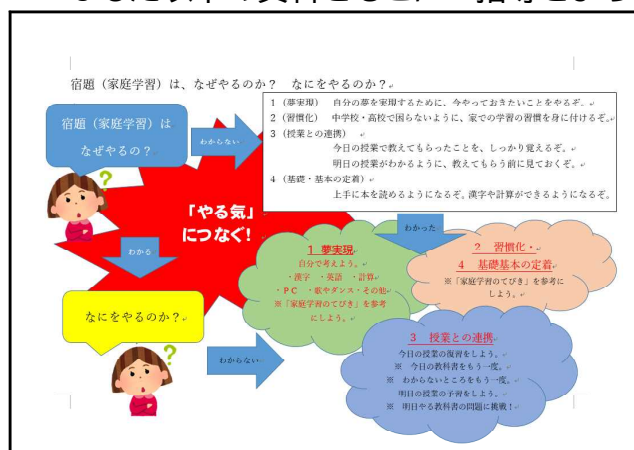 宿題（家庭学習）は、なぜやるのか？　なにをやるのか？
宿題（家庭学習）は
なぜやるの？
わからない
1（夢実現）　自分の夢を実現するために、今やっておきたいことをやるぞ。
2（習慣化）　中学校・高校で困らないように、家での学習の習慣を身に付けるぞ。
3（授業との連携）
今日の授業で教えてもらったことを、しっかり覚えるぞ。
明日の授業がわかるように、教えてもらう前に見ておくぞ。
4（基礎・基本の定着）
上手に本を読めるようになるぞ。漢字や計算ができるようになるぞ。
「やる気」
につなぐ！
わかる
わかった
1 夢実現
自分で考えよう。
・漢字　・英語　・計算
・PC　・歌やダンス・その他
※「家庭学習のてびき」を参考
にしよう。
2　習慣化・
4　基礎基本の定着
※「家庭学習のてびき」を参考に
しよう。
なにをやるのか？
わからない
3　授業との連携
今日の授業の復習をしよう。
※　今日の教科書をもう一度。
※　わからないところをもう一度。
明日の授業の予習をしよう。
※　明日やる教科書の問題に挑戦！